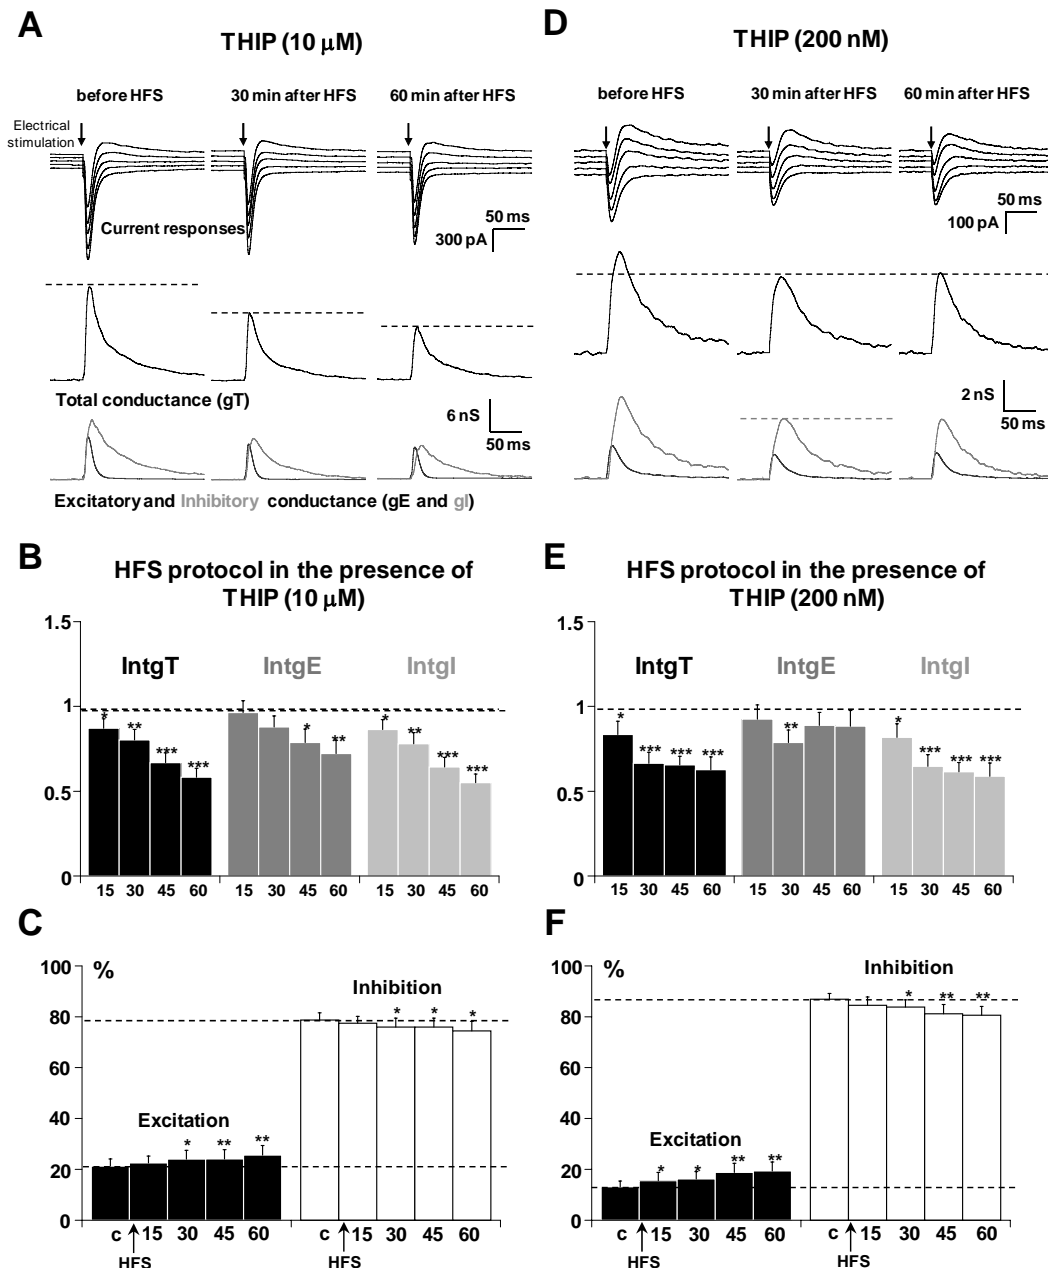 A
THIP (10 μM)
before HFS
30 min after HFS
60 min after HFS
Electrical
stimulation
Current responses
50 ms
300 pA
Total conductance (gT)
6 nS
50 ms
Excitatory and Inhibitory conductance (gE and gI)
D
THIP (200 nM)
before HFS
30 min after HFS
60 min after HFS
50 ms
100 pA
2 nS
50 ms
B
HFS protocol in the presence of
THIP (10 μM)
1.5
IntgT IntgE IntgI
1
* ** *** *** * ** * ** *** ***
0.5
0
15 30 45 60 15 30 45 60 15 30 45 60
E
HFS protocol in the presence of
THIP (200 nM)
1.5
IntgT IntgE IntgI
1
* *** *** *** ** * *** *** ***
0.5
0
15 30 45 60 15 30 45 60 15 30 45 60
C
100
%
Inhibition
* * *
80
60
40
Excitation
* ** **
20
0
c 15 30 45 60 c 15 30 45 60
HFS HFS
F
100
%
Inhibition
* ** **
80
60
40
Excitation
* * ** **
20
0
c 15 30 45 60 c 15 30 45 60
HFS HFS